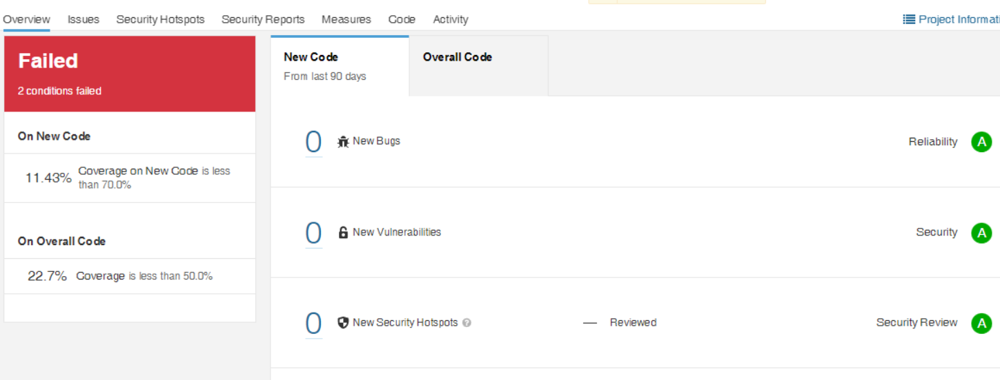 Overview Issues Security Hotspots Security Reports Measures Code Activity Project Informati
Failed
2 conditions failed
On New Code
11.43% Coverage on New Code is less
than 70.0%
On Overall Code
22.7% Coverage is less than 50.0%
New Code
From last 90 days
Overall Code
0 New Bugs Reliability A
0 New Vulnerabilities Security A
0 New Security Hotspots ? — Reviewed Security Review A